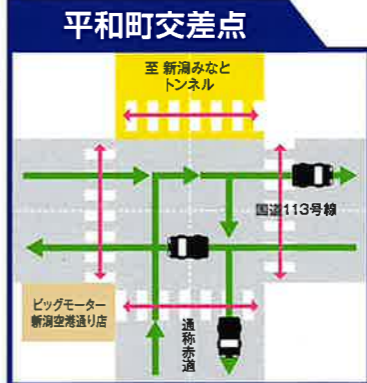 平和町交差点
至 新潟みなと
トンネル
国道113号線
ビッグモーター
新潟空港通り店
通称赤道